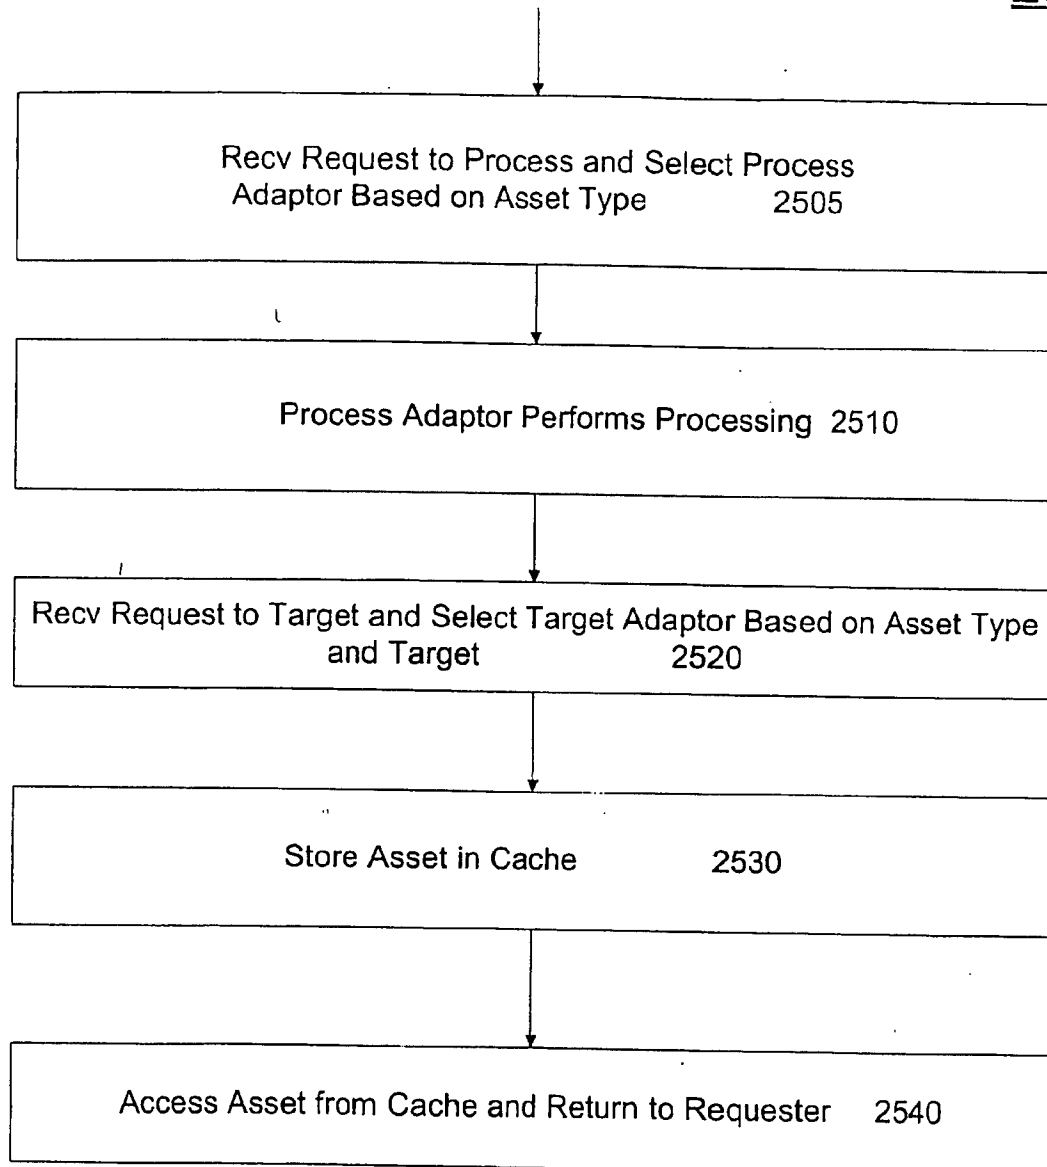 Recv Request to Process and Select Process
Adaptor Based on Asset Type 2505
Process Adaptor Performs Processing 2510
Recv Request to Target and Select Target Adaptor Based on Asset Type
and Target 2520
Store Asset in Cache 2530
Access Asset from Cache and Return to Requester 2540